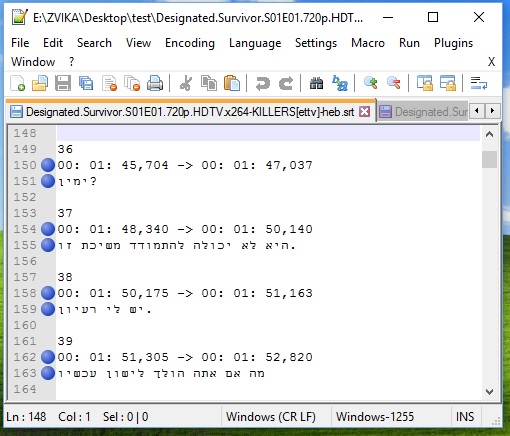 E:\ZVIKA\Desktop\test\Designated.Survivor.S01E01.720p.HDT...
File Edit Search View Encoding Language Settings Macro Run Plugins
Window ? X
Designated.Survivor.S01E01.720p.HDTV.x264-KILLERS[ettv]-heb.srt Designated.Sur
148
149 36
150 00: 01: 45,704 -> 00: 01: 47,037
151 ימין?
152
153 37
154 00: 01: 48,340 -> 00: 01: 50,140
155 היא לא יכולה להתמודד משיכת זו.
156
157 38
158 00: 01: 50,175 -> 00: 01: 51,163
159 יש לי רעיון.
160
161 39
162 00: 01: 51,305 -> 00: 01: 52,820
163 מה אם אתה הולך לישון עכשיו
164
Ln : 148 Col : 1 Sel : 0 | 0 Windows (CR LF) Windows-1255 INS